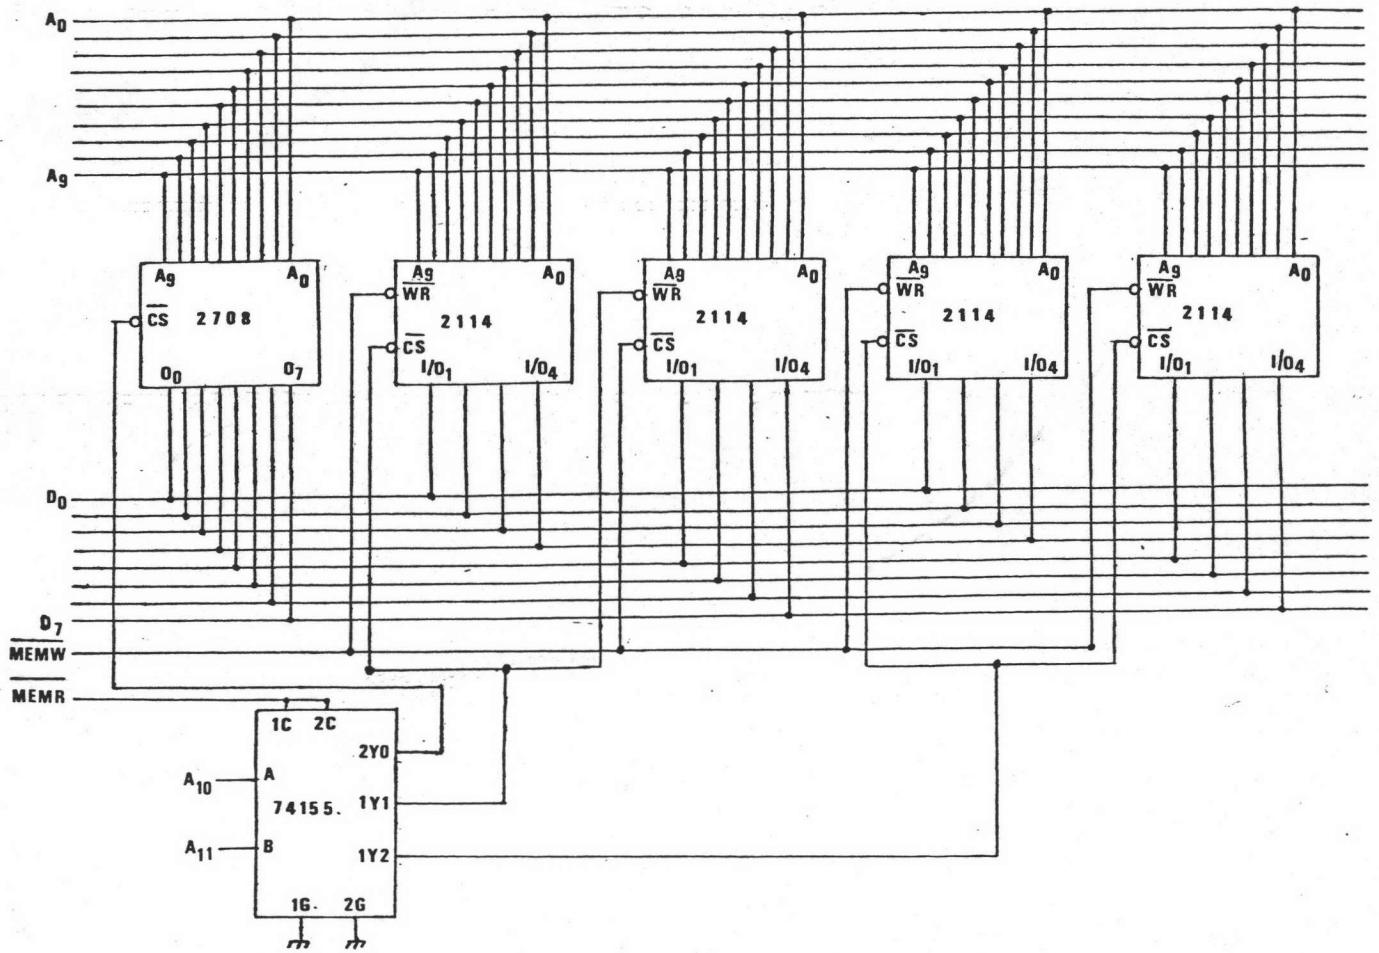 A0
A9
A9 A0
CS 2708
O0 O7
A9 A0
WR
2114
CS
I/O1 I/O4
A9 A0
WR
2114
CS
I/O1 I/O4
A9 A0
WR
2114
CS
I/O1 I/O4
A9 A0
WR
2114
CS
I/O1 I/O4
D0
D7
MEMW
MEMR
1C 2C
2Y0
A10 A
74155. 1Y1
A11 B
1Y2
1G. 2G